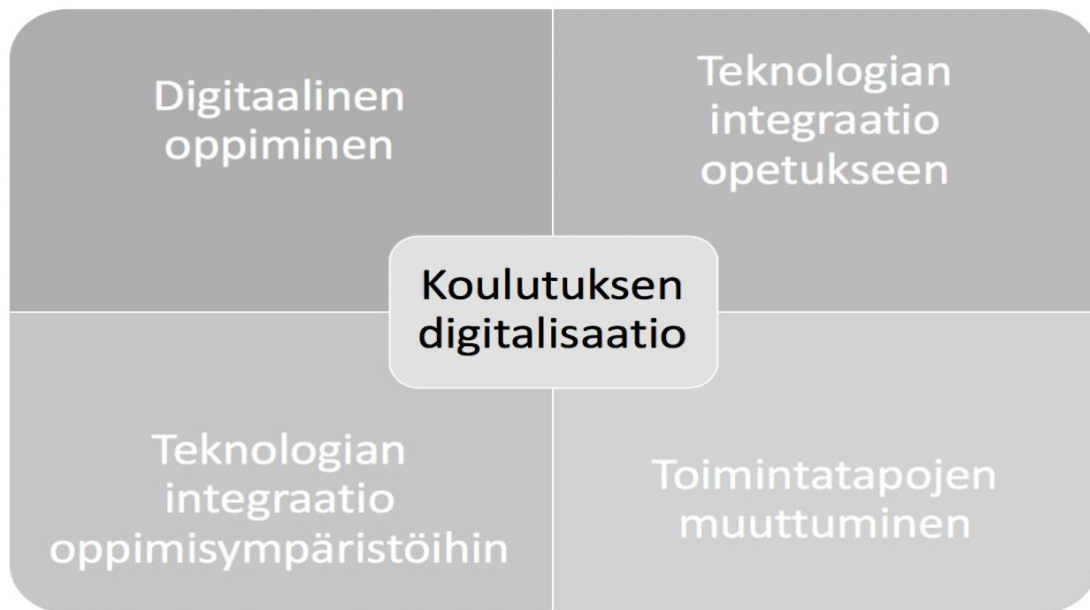 Digitaalinen
oppiminen
Teknologian
integraatio
opetukseen
Koulutuksen
digitalisaatio
Teknologian
integraatio
oppimisympäristöihin
Toimintatapojen
muuttuminen